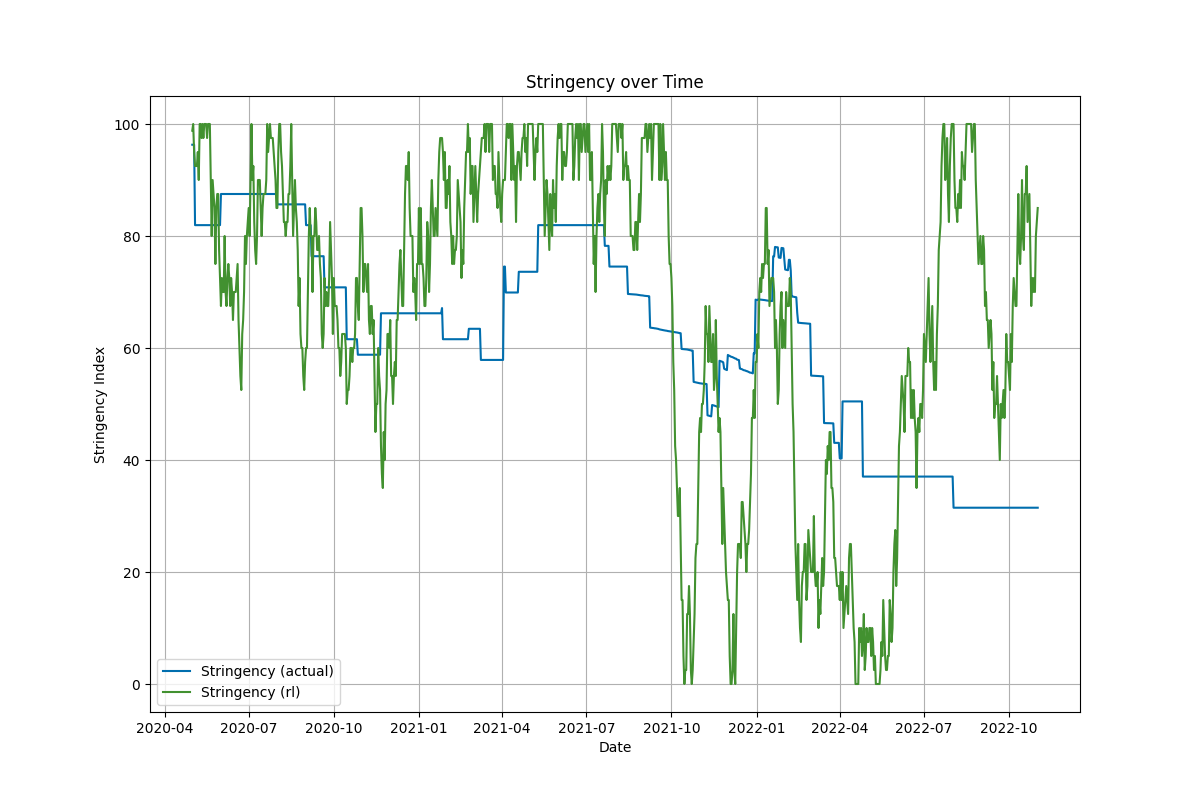 Stringency over Time
Stringency Index
100
80
60
40
20
0
Stringency (actual)
Stringency (rl)
2020-04 2020-07 2020-10 2021-01 2021-04 2021-07 2021-10 2022-01 2022-04 2022-07 2022-10
Date